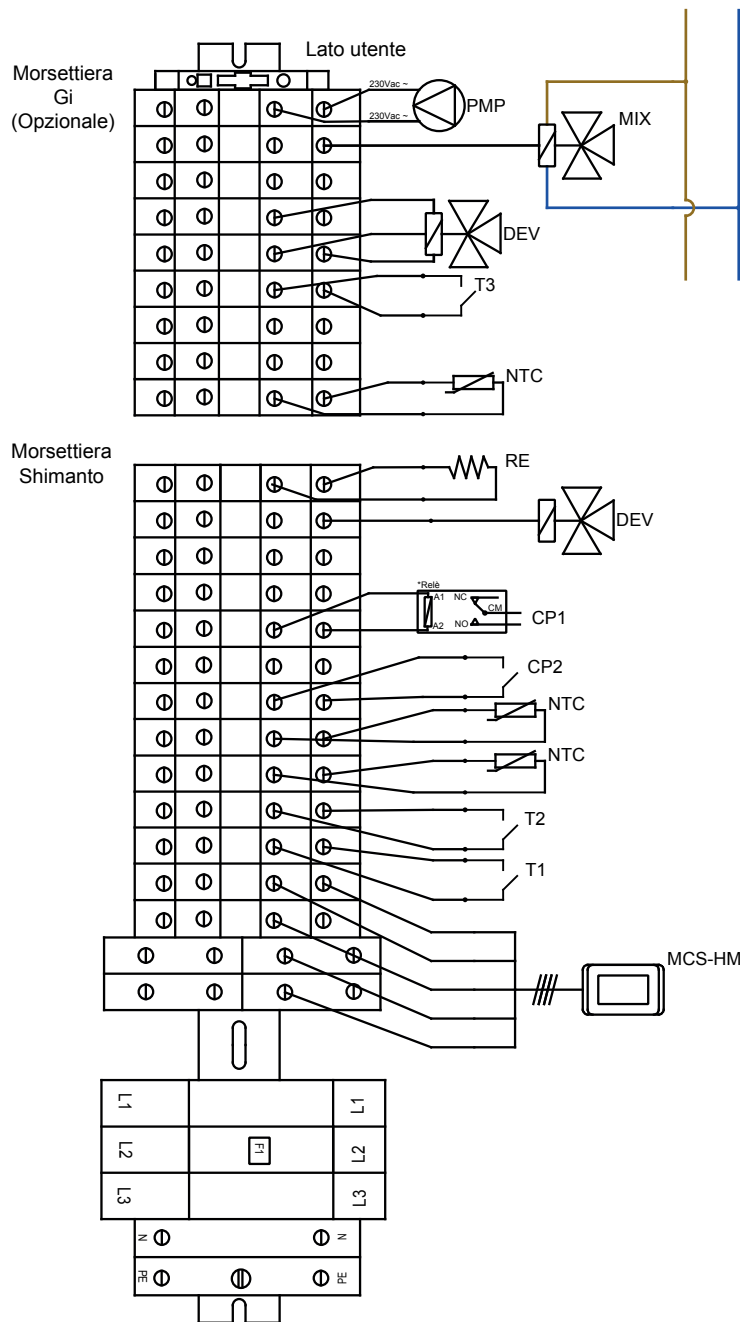 Lato utente
Morsettiera
Gi
(Opzionale)
230Vac ~
PMP
230Vac ~
MIX
DEV
T3
NTC
Morsettiera
Shimanto
RE
DEV
*Relè
A1
NC
CM
A2
NO
CP1
CP2
NTC
NTC
T2
T1
MCS-HM
L1
L1
L2
F1
L2
L3
L3
N
N
PE
PE